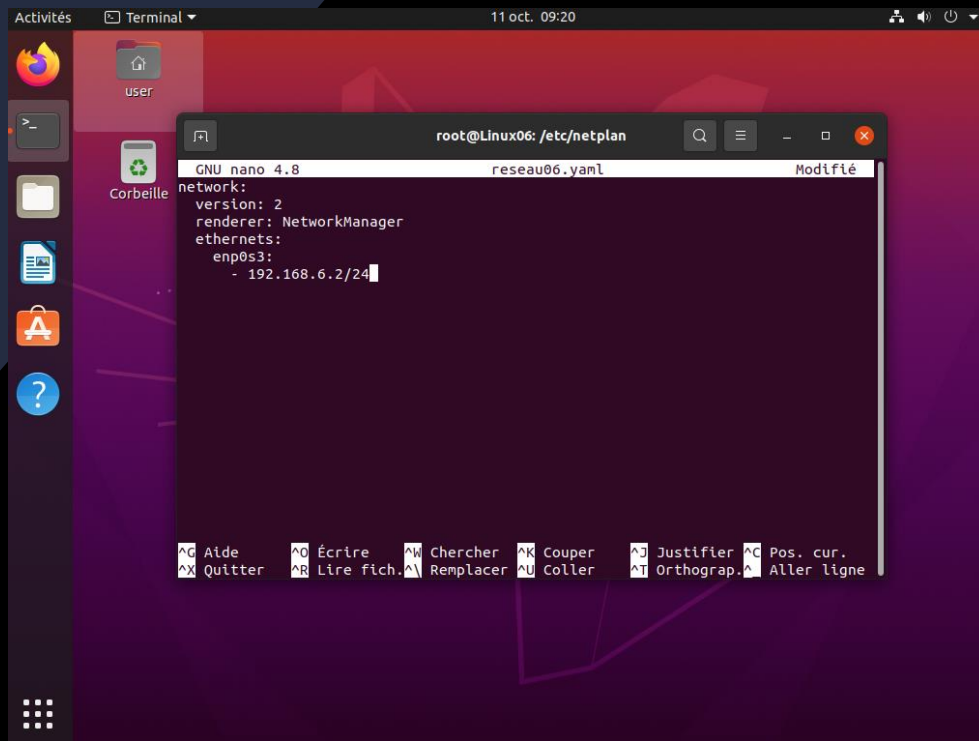 Activités Terminal 11 oct. 09:20
user
Corbeille
root@Linux06: /etc/netplan
GNU nano 4.8 reseau06.yaml Modifié
network:
  version: 2
  renderer: NetworkManager
  ethernets:
    enp0s3:
      - 192.168.6.2/24
^G Aide ^O Écrire ^W Chercher ^K Couper ^J Justifier ^C Pos. cur.
^X Quitter ^R Lire fich. ^\ Remplacer ^U Coller ^T Orthograp. ^_ Aller ligne